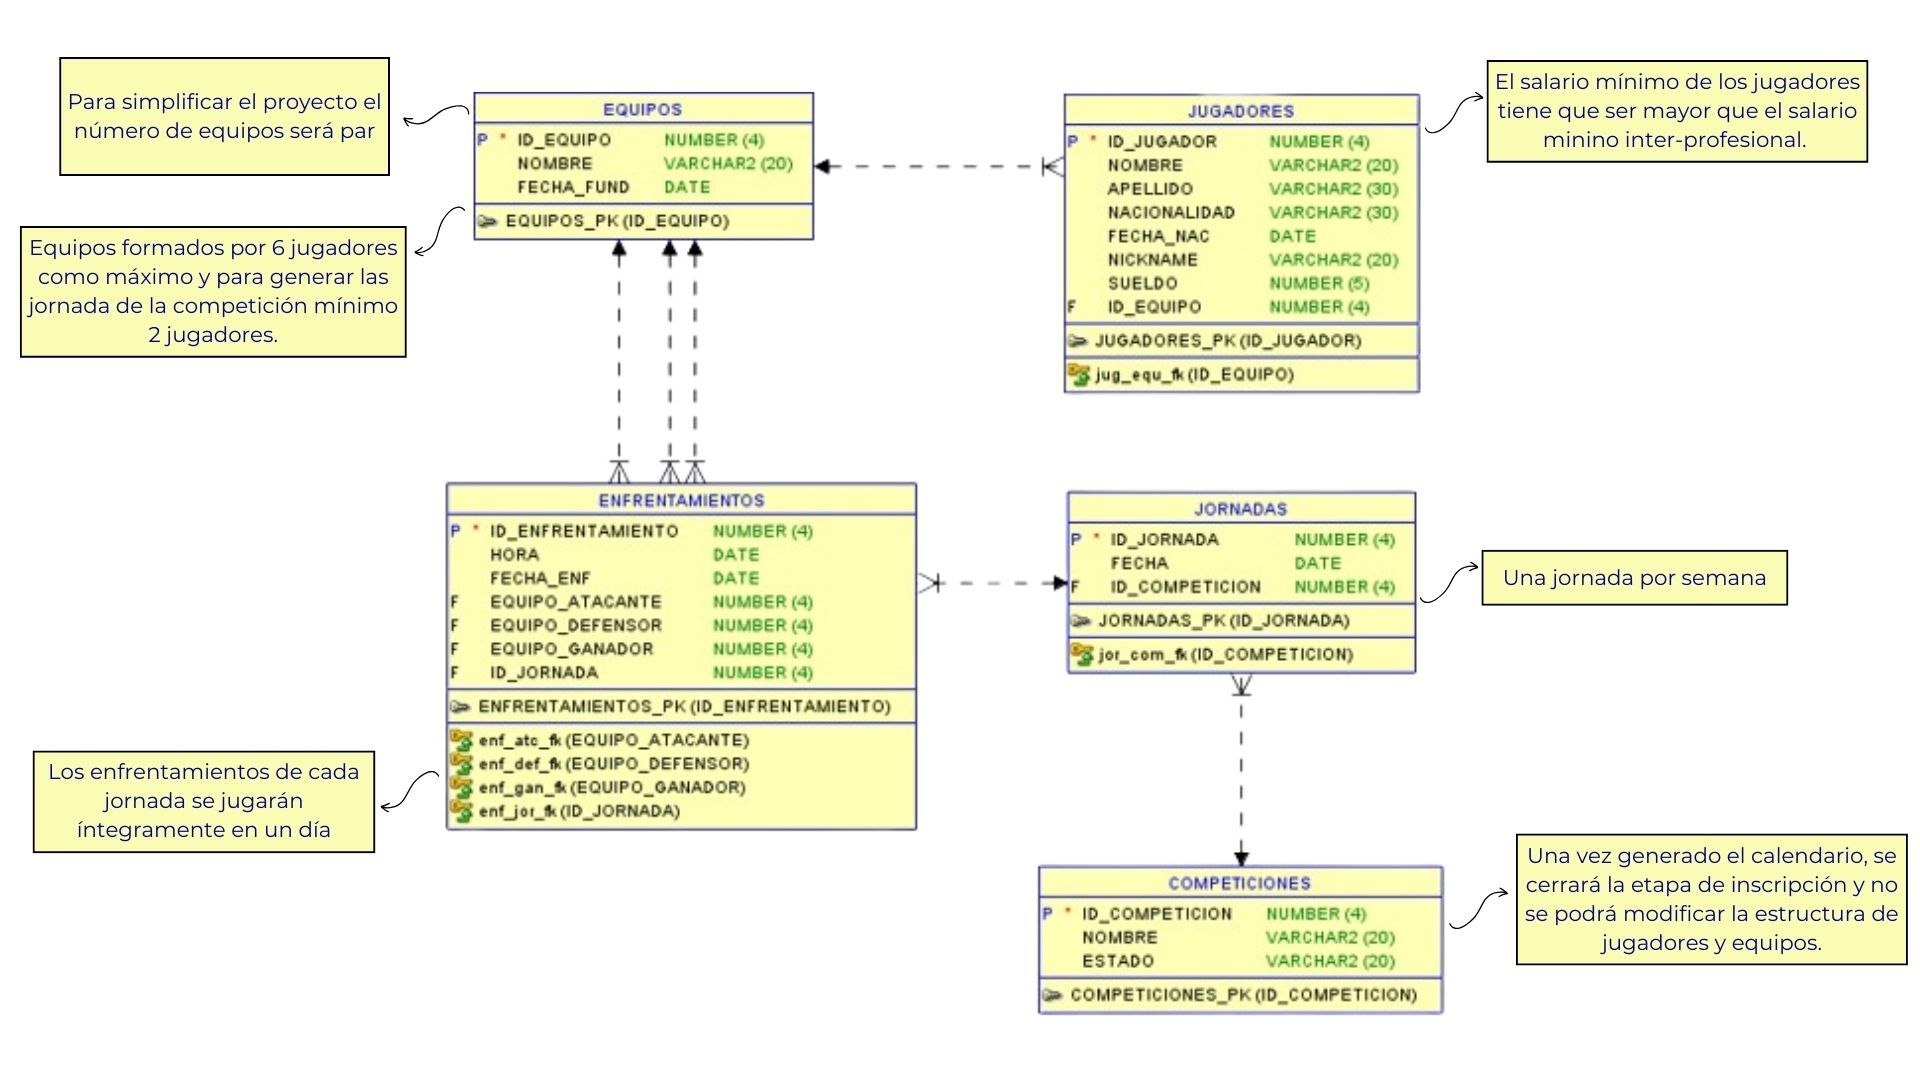 Para simplificar el proyecto el
número de equipos será par
Equipos formados por 6 jugadores
como máximo y para generar las
jornada de la competición mínimo
2 jugadores.
EQUIPOS
P * ID_EQUIPO NUMBER (4)
NOMBRE VARCHAR2 (20)
FECHA_FUND DATE
EQUIPOS_PK (ID_EQUIPO)
JUGADORES
P * ID_JUGADOR NUMBER (4)
NOMBRE VARCHAR2 (20)
APELLIDO VARCHAR2 (30)
NACIONALIDAD VARCHAR2 (30)
FECHA_NAC DATE
NICKNAME VARCHAR2 (20)
SUELDO NUMBER (5)
F ID_EQUIPO NUMBER (4)
JUGADORES_PK (ID_JUGADOR)
jug_equ_fk (ID_EQUIPO)
El salario mínimo de los jugadores
tiene que ser mayor que el salario
minino inter-profesional.
ENFRENTAMIENTOS
P * ID_ENFRENTAMIENTO NUMBER (4)
HORA DATE
FECHA_ENF DATE
F EQUIPO_ATACANTE NUMBER (4)
F EQUIPO_DEFENSOR NUMBER (4)
F EQUIPO_GANADOR NUMBER (4)
F ID_JORNADA NUMBER (4)
ENFRENTAMIENTOS_PK (ID_ENFRENTAMIENTO)
enf_atc_fk (EQUIPO_ATACANTE)
enf_def_fk (EQUIPO_DEFENSOR)
enf_gan_fk (EQUIPO_GANADOR)
enf_jor_fk (ID_JORNADA)
JORNADAS
P * ID_JORNADA NUMBER (4)
FECHA DATE
F ID_COMPETICION NUMBER (4)
JORNADAS_PK (ID_JORNADA)
jor_com_fk (ID_COMPETICION)
Una jornada por semana
Los enfrentamientos de cada
jornada se jugarán
íntegramente en un día
COMPETICIONES
P * ID_COMPETICION NUMBER (4)
NOMBRE VARCHAR2 (20)
ESTADO VARCHAR2 (20)
COMPETICIONES_PK (ID_COMPETICION)
Una vez generado el calendario, se
cerrará la etapa de inscripción y no
se podrá modificar la estructura de
jugadores y equipos.